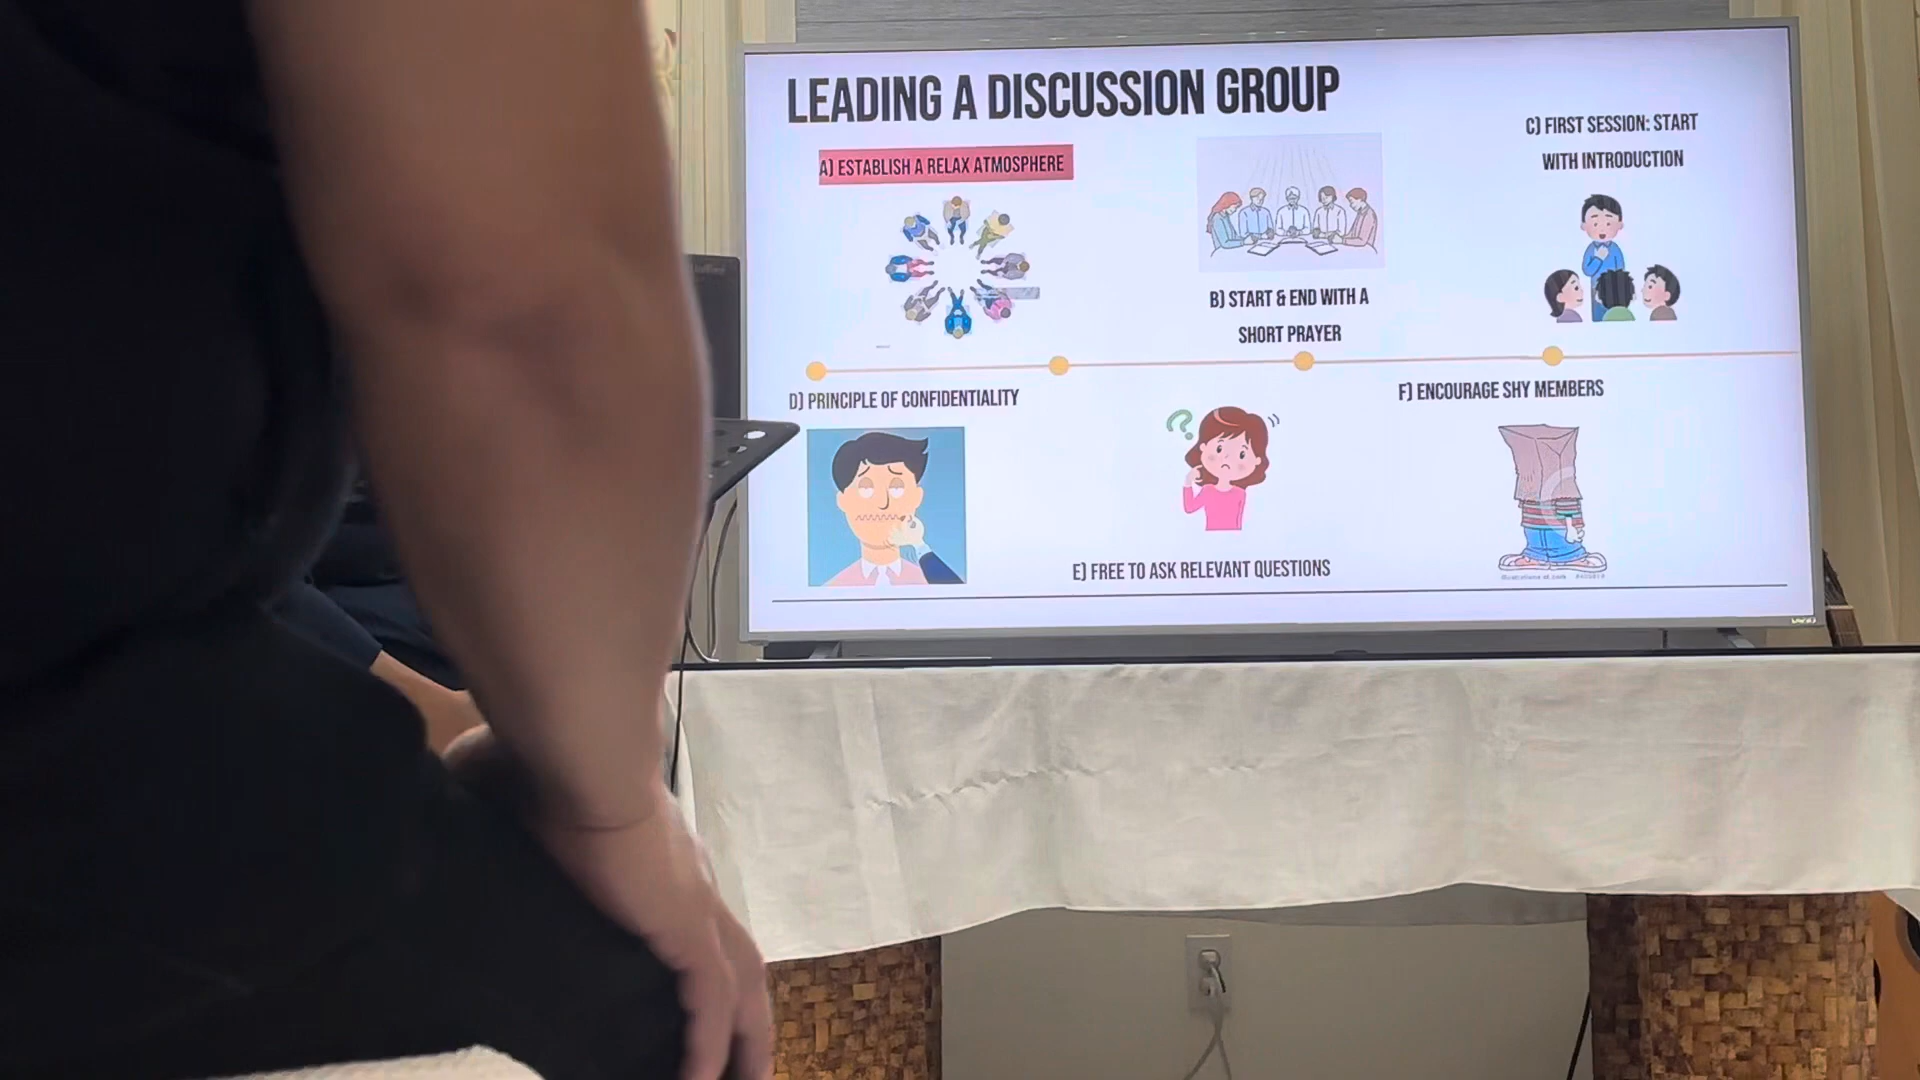 LEADING A DISCUSSION GROUP
A) ESTABLISH A RELAX ATMOSPHERE
B) START & END WITH A
SHORT PRAYER
C) FIRST SESSION: START
WITH INTRODUCTION
D) PRINCIPLE OF CONFIDENTIALITY
E) FREE TO ASK RELEVANT QUESTIONS
F) ENCOURAGE SHY MEMBERS